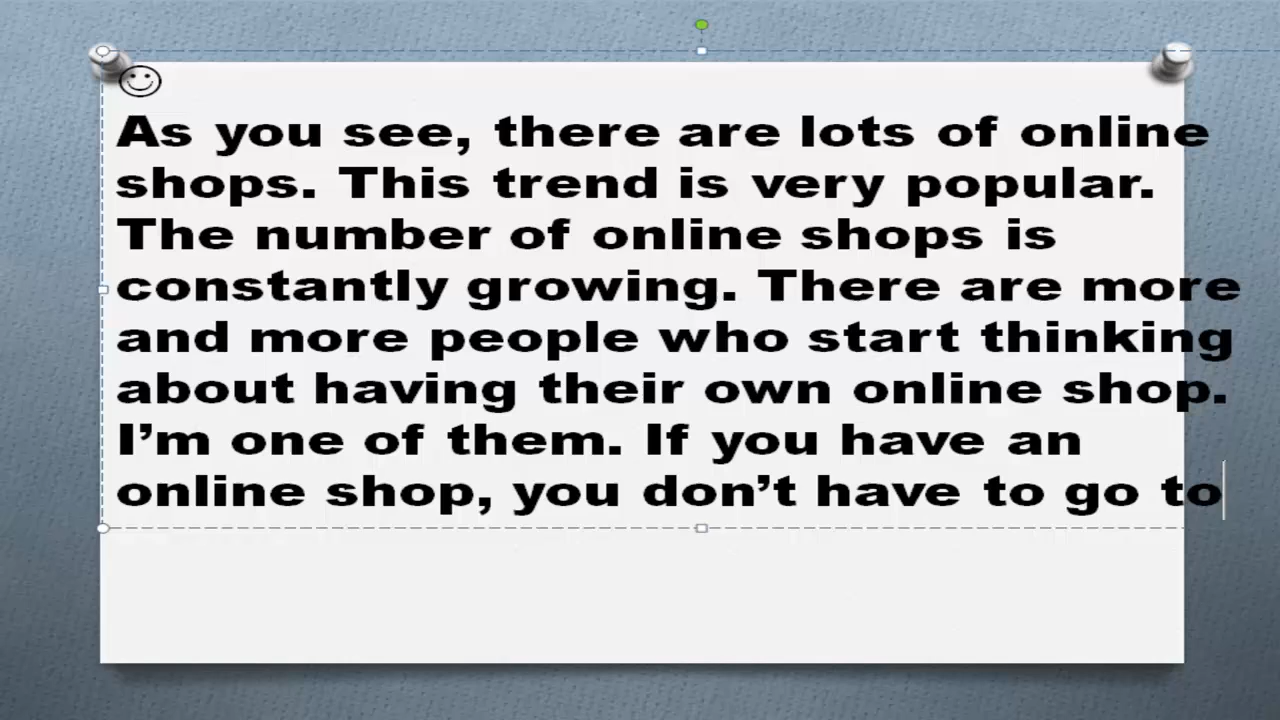 As you see, there are lots of online
shops. This trend is very popular.
The number of online shops is
constantly growing. There are more
and more people who start thinking
about having their own online shop.
I’m one of them. If you have an
online shop, you don’t have to go to